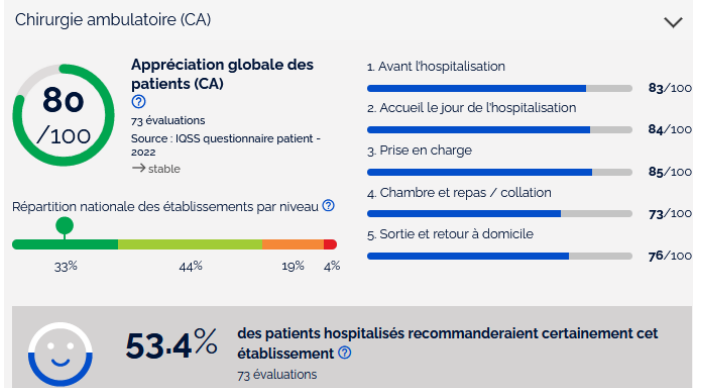 Chirurgie ambulatoire (CA)
80
/100
Appréciation globale des
patients (CA)
?
73 évaluations
Source : IQSS questionnaire patient -
2022
→ stable
Répartition nationale des établissements par niveau ?
33%
44%
19%
4%
1. Avant l'hospitalisation
83/100
2. Accueil le jour de l'hospitalisation
84/100
3. Prise en charge
85/100
4. Chambre et repas / collation
73/100
5. Sortie et retour à domicile
76/100
53.4%
des patients hospitalisés recommanderaient certainement cet
établissement ?
73 évaluations